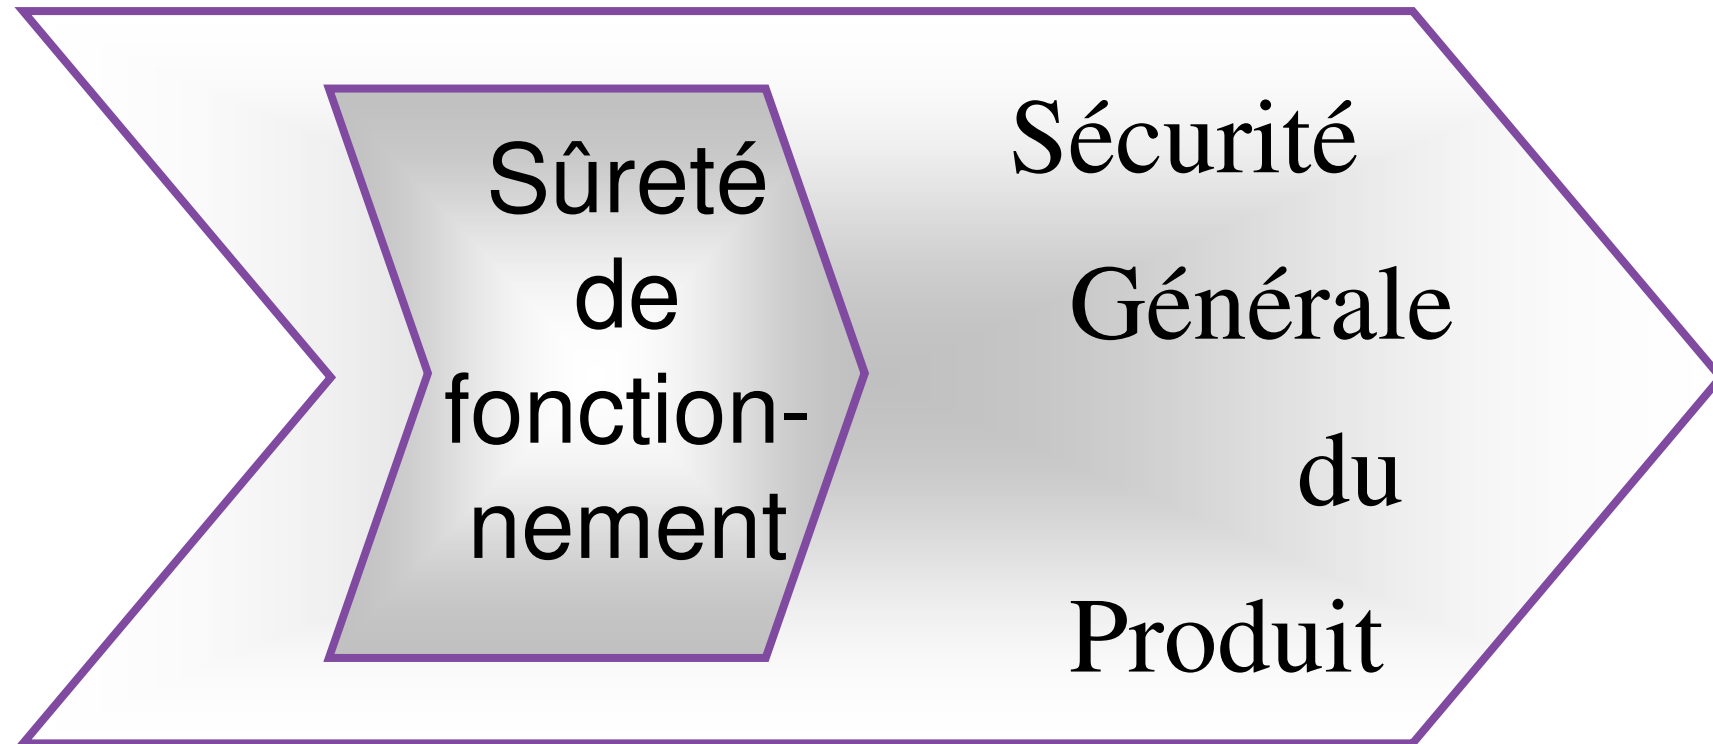 Sûreté
de
fonction-
nement
Sécurité
Générale
du
Produit